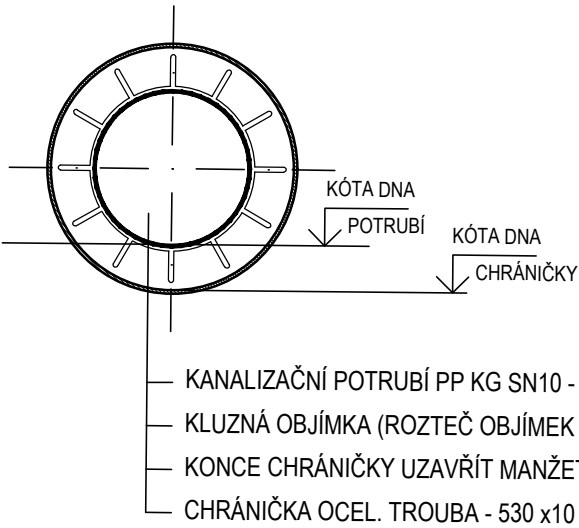 KÓTA DNA
POTRUBÍ
KÓTA DNA
CHRÁNIČKY
KANALIZAČNÍ POTRUBÍ PP KG SN10 -
KLUZNÁ OBJÍMKA (ROZTEČ OBJÍMEK
KONCE CHRÁNIČKY UZAVŘÍT
CHRÁNIČKA OCEL. TROUBA - 530 x10